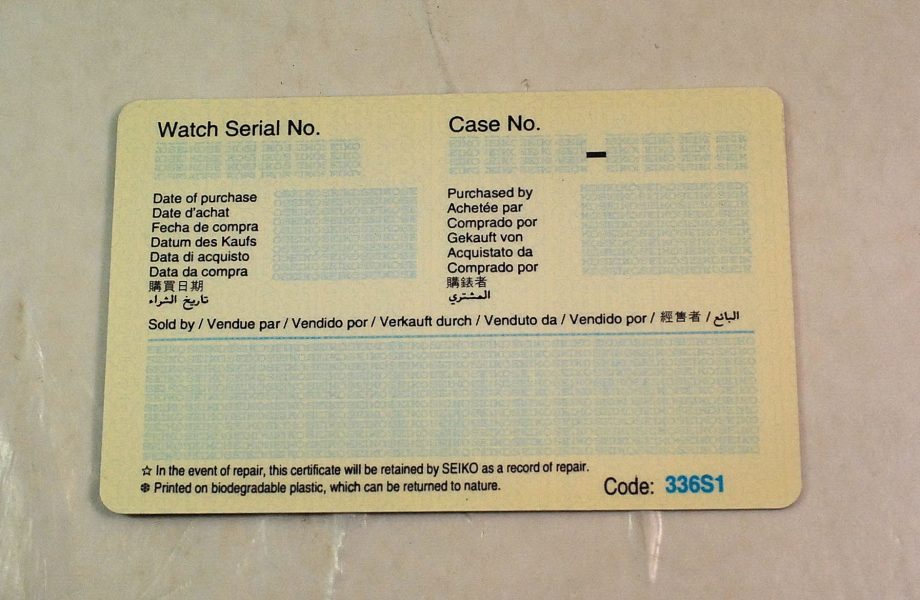 Watch Serial No.
Case No.
–
Date of purchase
Date d'achat
Fecha de compra
Datum des Kaufs
Data di acquisto
Data da compra
購買日期
تاريخ الشراء
Purchased by
Achetée par
Comprado por
Gekauft von
Acquistato da
Comprado por
購錶者
المشتري
Sold by / Vendue par / Vendido por / Verkauft durch / Venduto da / Vendido por / 經售者 / البائع
☆ In the event of repair, this certificate will be retained by SEIKO as a record of repair.
❄ Printed on biodegradable plastic, which can be returned to nature.
Code: 336S1